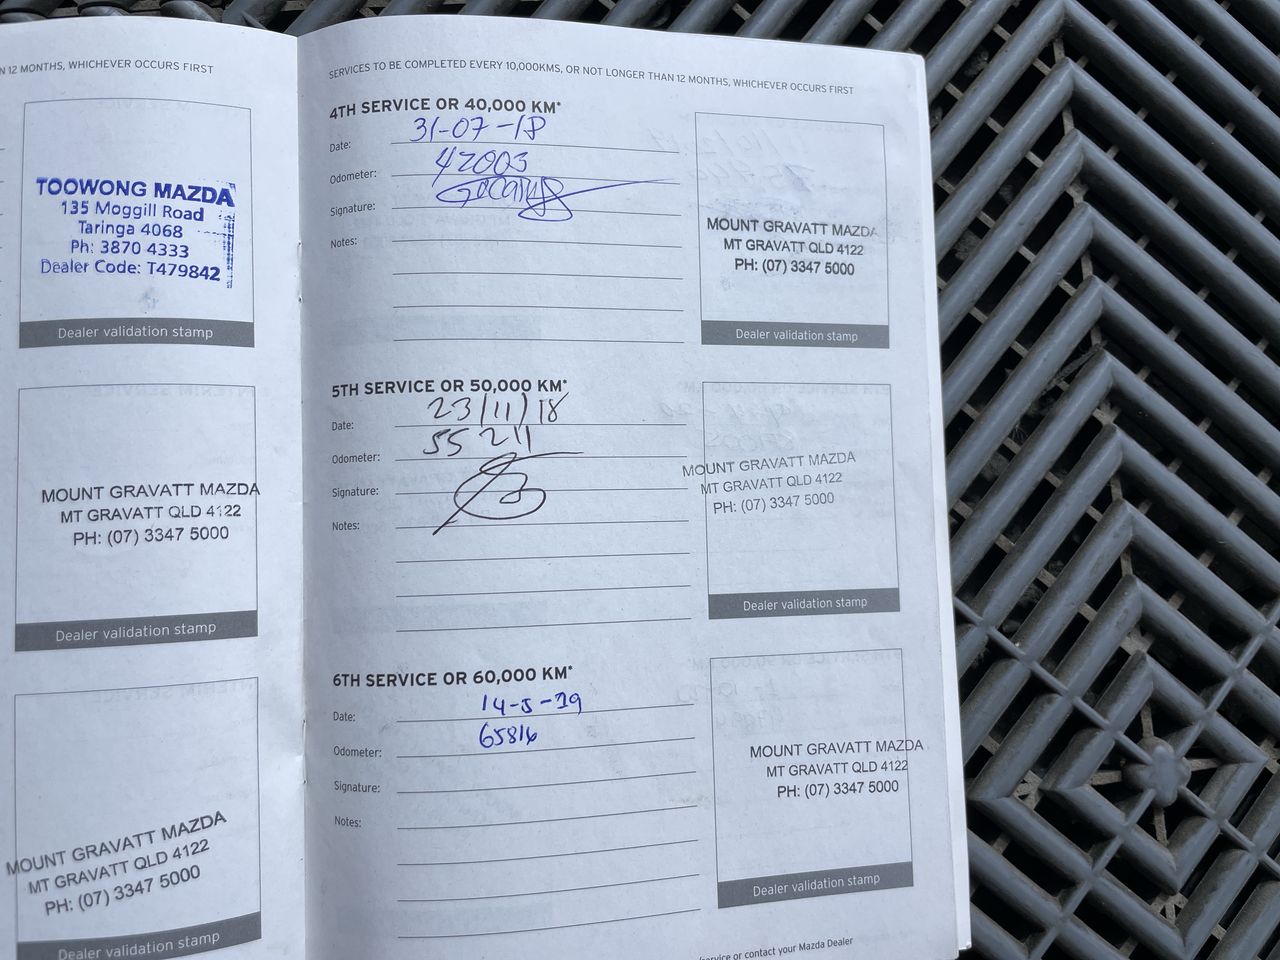 N 12 MONTHS, WHICHEVER OCCURS FIRST
TOOWONG MAZDA
135 Moggill Road
Taringa 4068
Ph: 3870 4333
Dealer Code: T479842
Dealer validation stamp
MOUNT GRAVATT MAZDA
MT GRAVATT QLD 4122
PH: (07) 3347 5000
Dealer validation stamp
MOUNT GRAVATT MAZDA
MT GRAVATT QLD 4122
PH: (07) 3347 5000
Dealer validation stamp
SERVICES TO BE COMPLETED EVERY 10,000KMS, OR NOT LONGER THAN 12 MONTHS, WHICHEVER OCCURS FIRST
4TH SERVICE OR 40,000 KM*
Date: 31-07-18
Odometer: 42003
Signature:
Notes:
MOUNT GRAVATT MAZDA
MT GRAVATT QLD 4122
PH: (07) 3347 5000
Dealer validation stamp
5TH SERVICE OR 50,000 KM*
Date: 23/11/18
Odometer: 55211
Signature:
Notes:
MOUNT GRAVATT MAZDA
MT GRAVATT QLD 4122
PH: (07) 3347 5000
Dealer validation stamp
6TH SERVICE OR 60,000 KM*
Date: 14-5-19
Odometer: 65816
Signature:
Notes:
MOUNT GRAVATT MAZDA
MT GRAVATT QLD 4122
PH: (07) 3347 5000
Dealer validation stamp
service or contact your Mazda Dealer